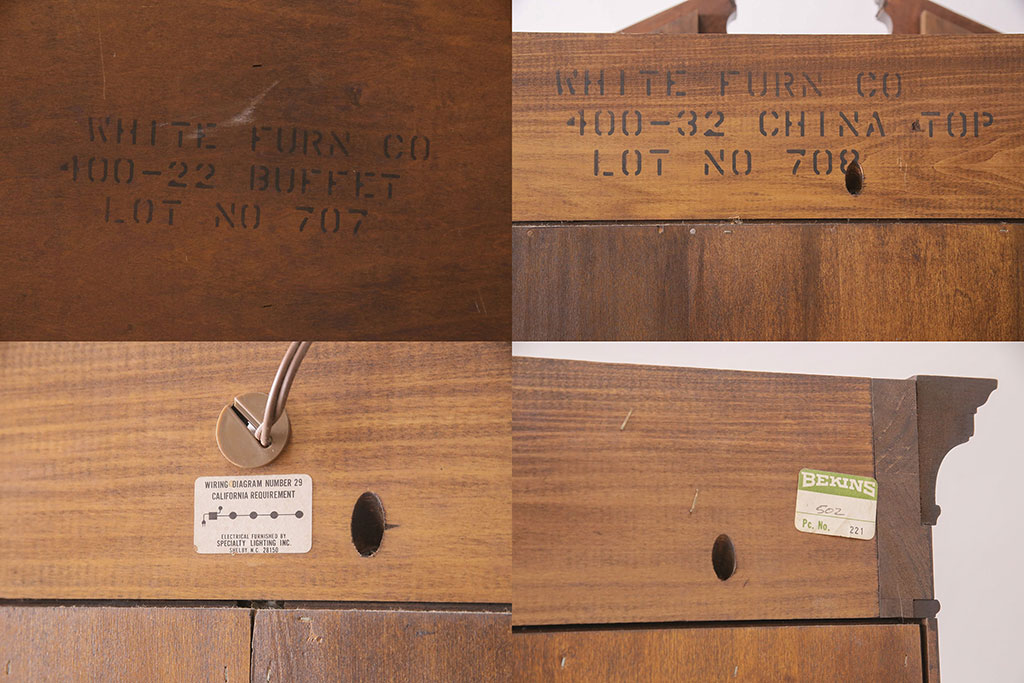 WHITE FURN CO
400-22 BUFFET
LOT NO 707
WHITE FURN CO
400-32 CHINA TOP
LOT NO 708
WIRING DIAGRAM NUMBER 29
CALIFORNIA REQUIREMENT
ELECTRICAL FURNISHED BY
SPECIALTY LIGHTING INC.
SHELBY, N.C. 28150
BEKINS
502
Pc. No. 221